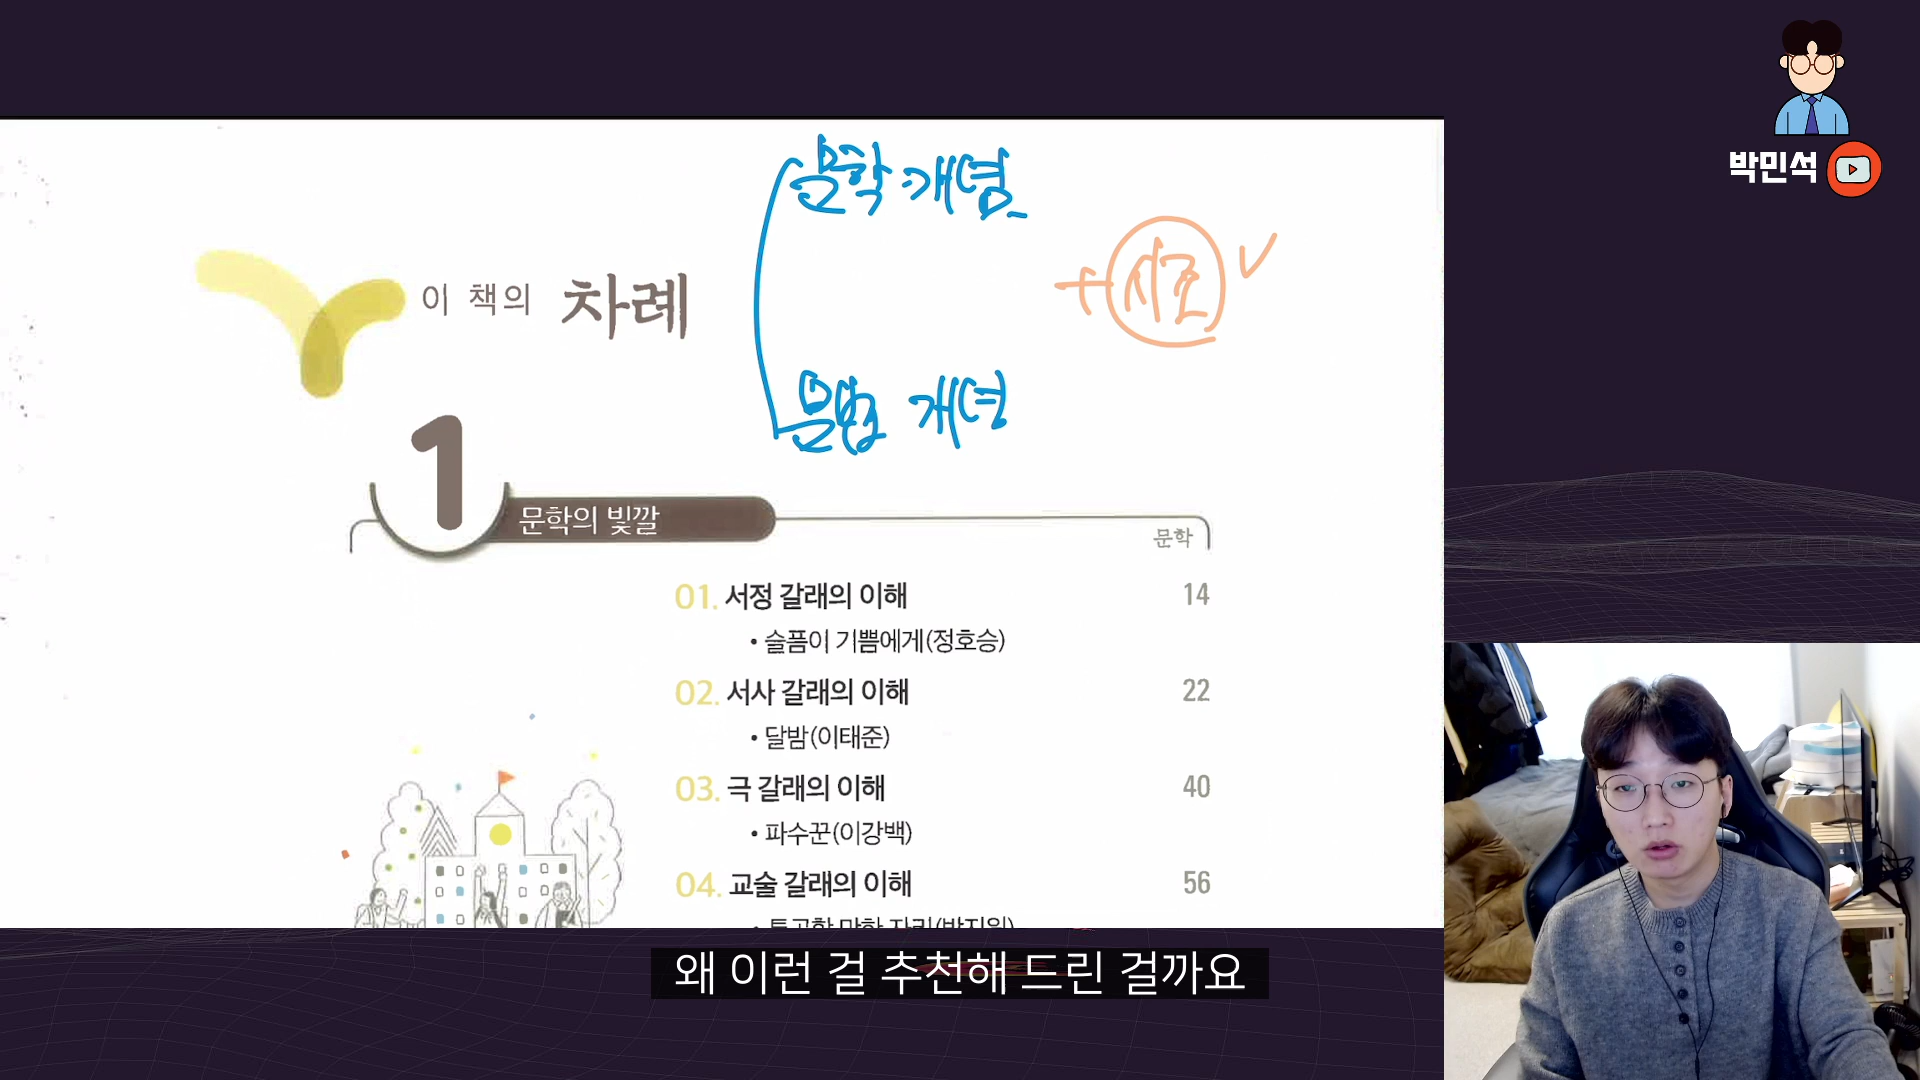 박민석
문학 개념
+ 시조 ✓
이 책의 차례
문법 개녀
1
문학의 빛깔
문학
01. 서정 갈래의 이해 14
• 슬픔이 기쁨에게(정호승)
02. 서사 갈래의 이해 22
• 달밤(이태준)
03. 극 갈래의 이해 40
• 파수꾼(이강백)
04. 교술 갈래의 이해 56
왜 이런 걸 추천해 드린 걸까요